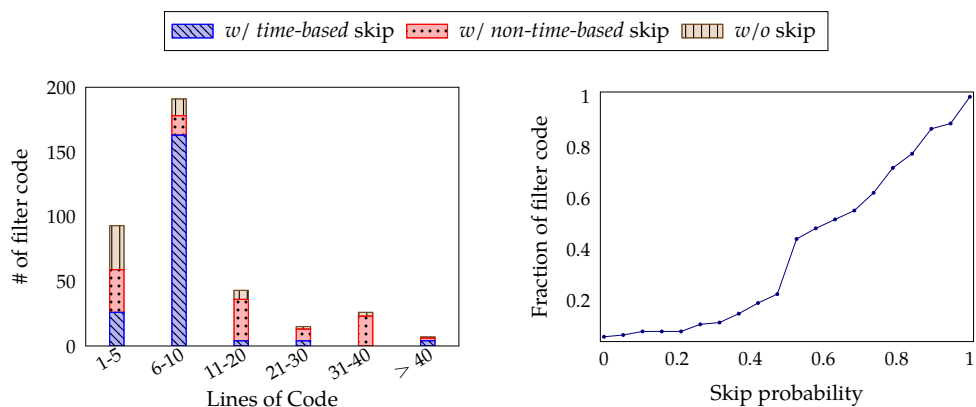 w/ time-based skip w/ non-time-based skip w/o skip
200
150
100
50
0
# of filter code
1-5 6-10 11-20 21-30 31-40 > 40
Lines of Code
1
0.8
0.6
0.4
0.2
Fraction of filter code
0 0.2 0.4 0.6 0.8 1
Skip probability